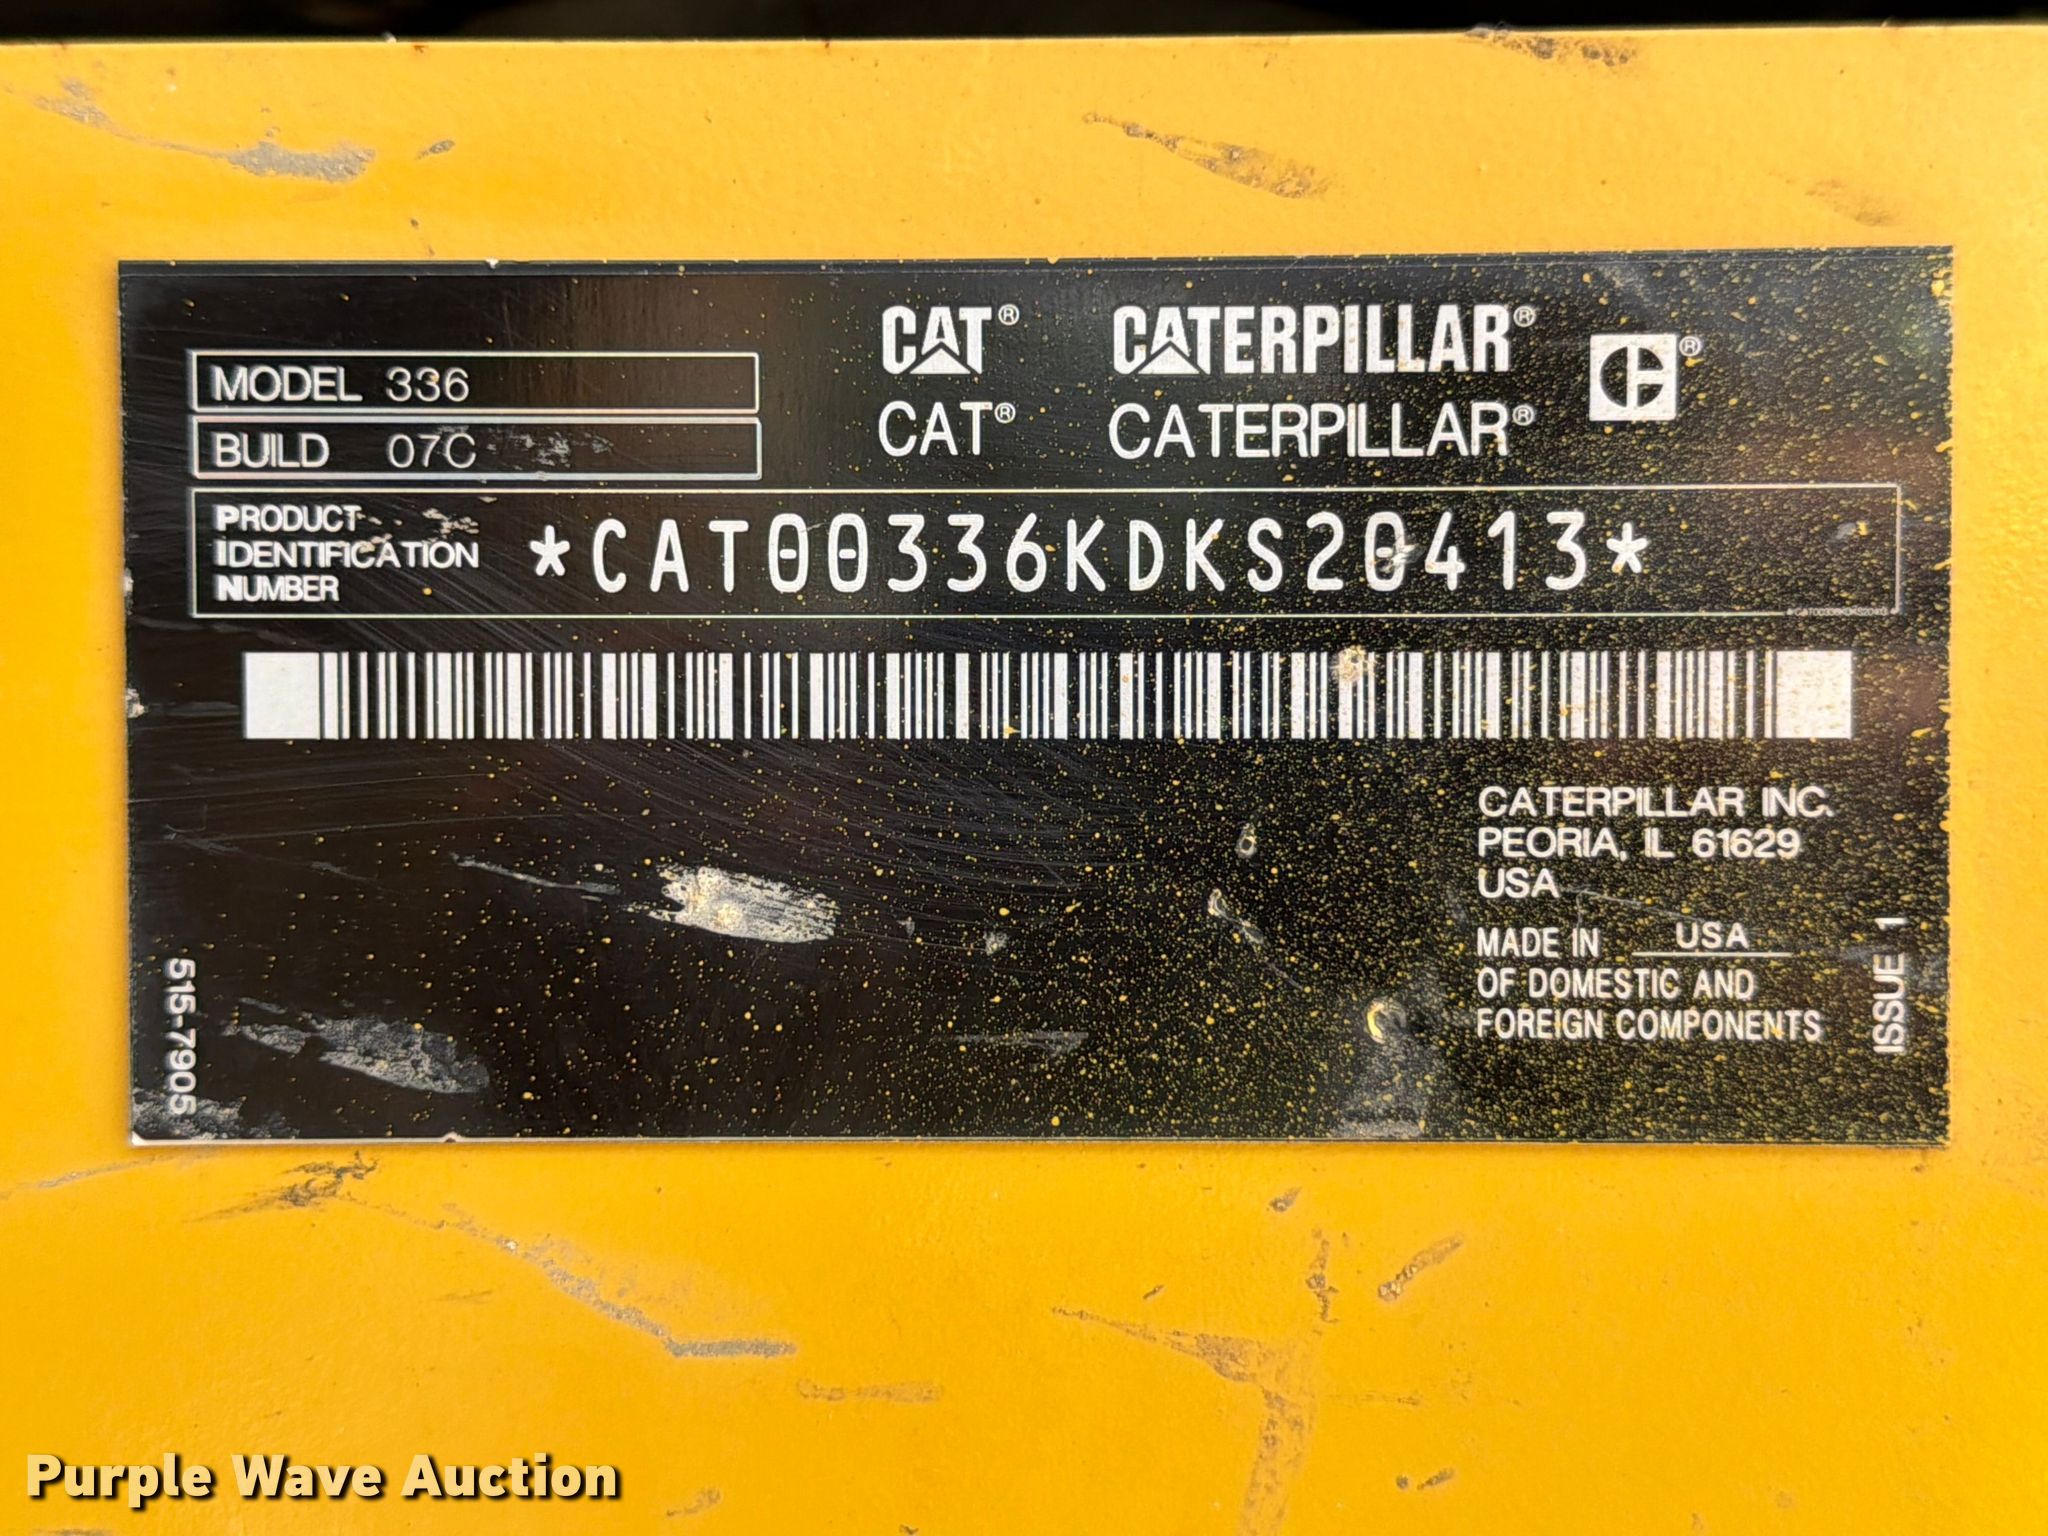 CAT® CATERPILLAR® ®
CAT® CATERPILLAR®
MODEL 336
BUILD 07C
PRODUCT
IDENTIFICATION
NUMBER
*CAT00336KDKS20413*
*CAT00336KDKS20413*
CATERPILLAR INC.
PEORIA, IL 61629
USA
MADE IN USA
OF DOMESTIC AND
FOREIGN COMPONENTS
515-7905
ISSUE 1
Purple Wave Auction